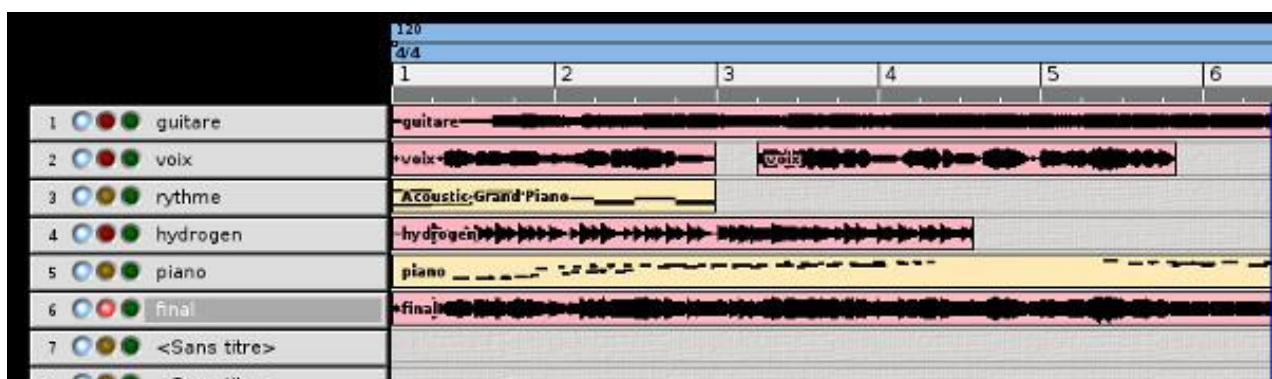 120
4/4
1 2 3 4 5 6
1 guitare guitare
2 voix voix voix
3 rythme Acoustic Grand Piano
4 hydrogen hydrogen
5 piano piano
6 final final
7 <Sans titre>